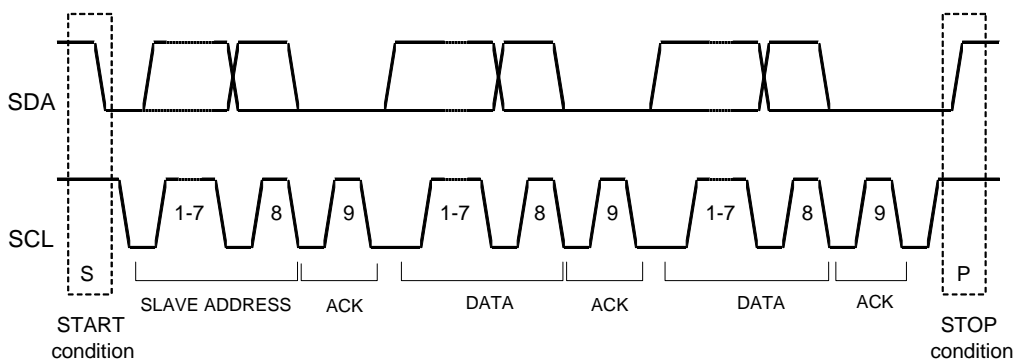 SDA
SCL
1-7 8 9 1-7 8 9 1-7 8 9
S P
SLAVE ADDRESS ACK DATA ACK DATA ACK
START
condition
STOP
condition